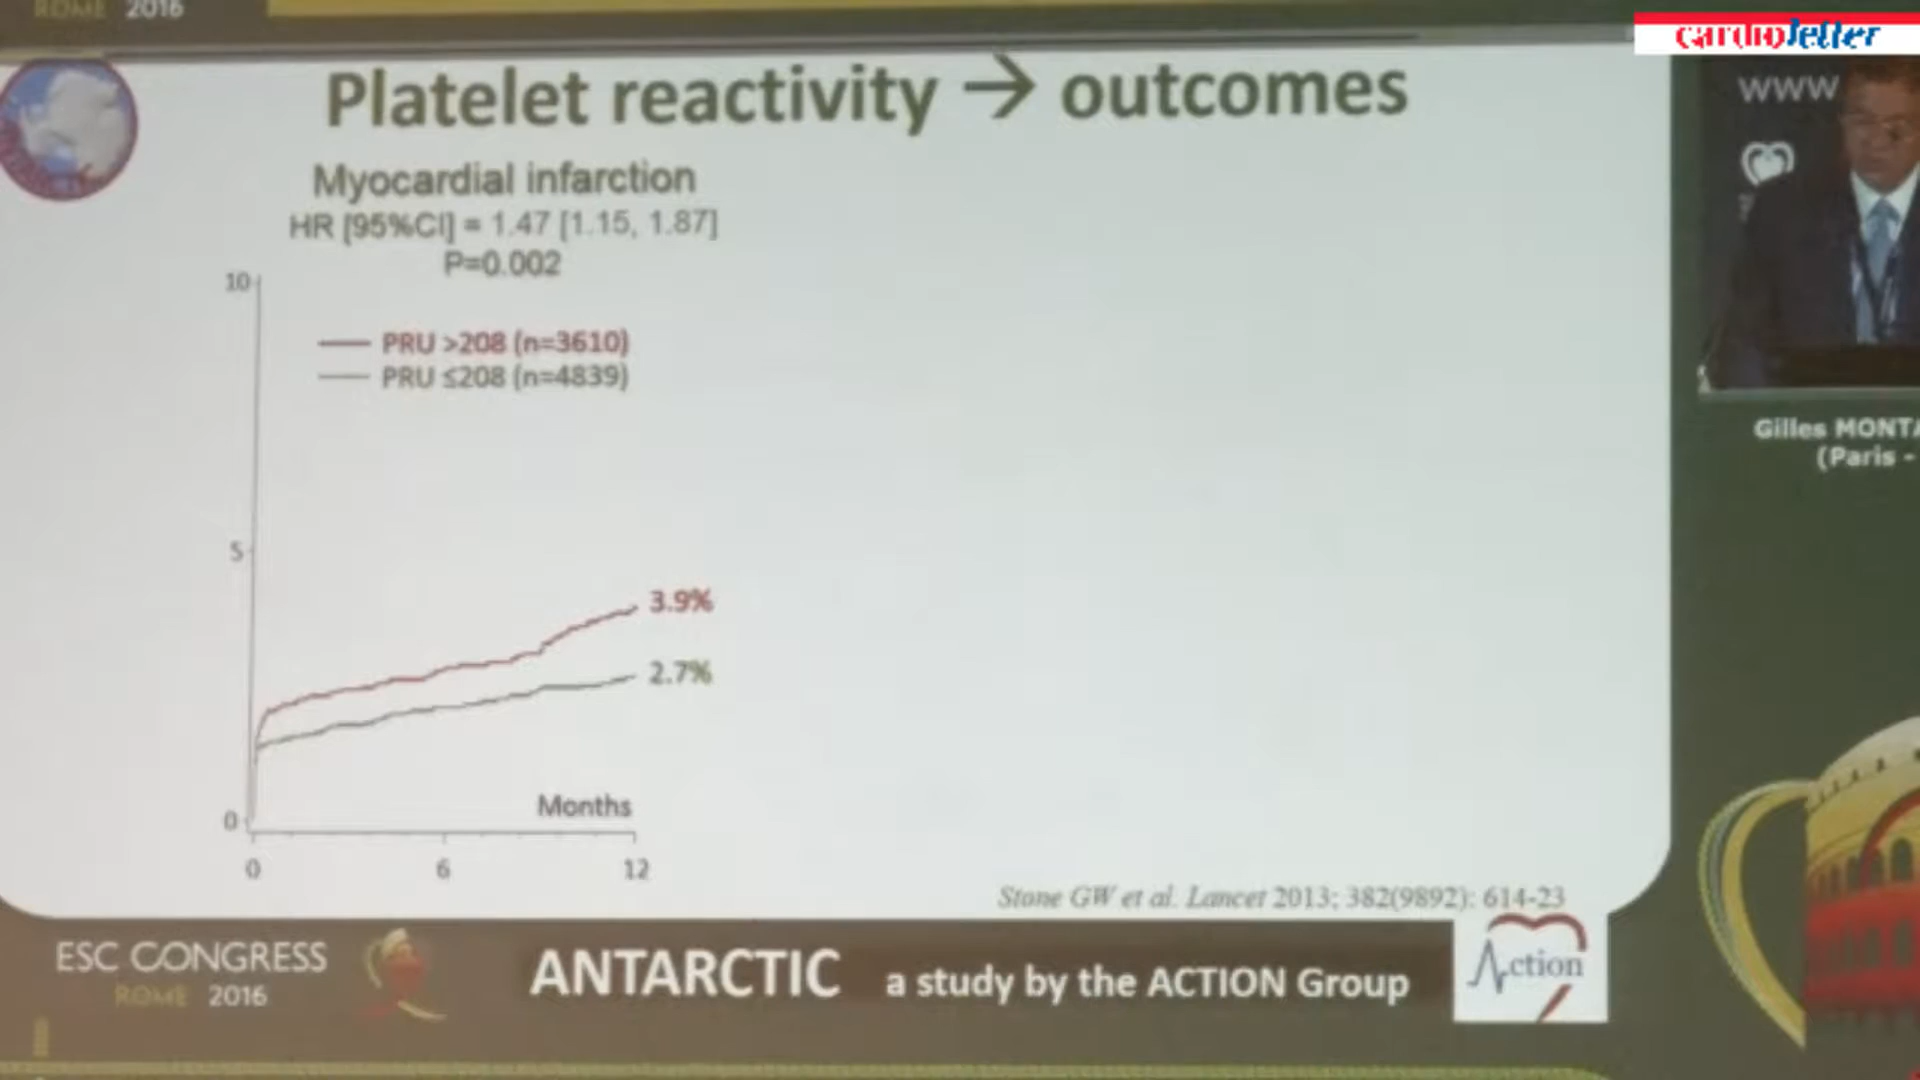 ROME 2016
cardioletter
Platelet reactivity → outcomes
Myocardial infarction
HR [95%CI] = 1.47 [1.15, 1.87]
P=0.002
10
PRU >208 (n=3610)
PRU ≤208 (n=4839)
5
3.9%
2.7%
Months
0
0 6 12
Stone GW et al. Lancet 2013; 382(9892): 614-23
ESC CONGRESS
ROME 2016
ANTARCTIC a study by the ACTION Group
Action
WWW
Gilles MONTA
(Paris -